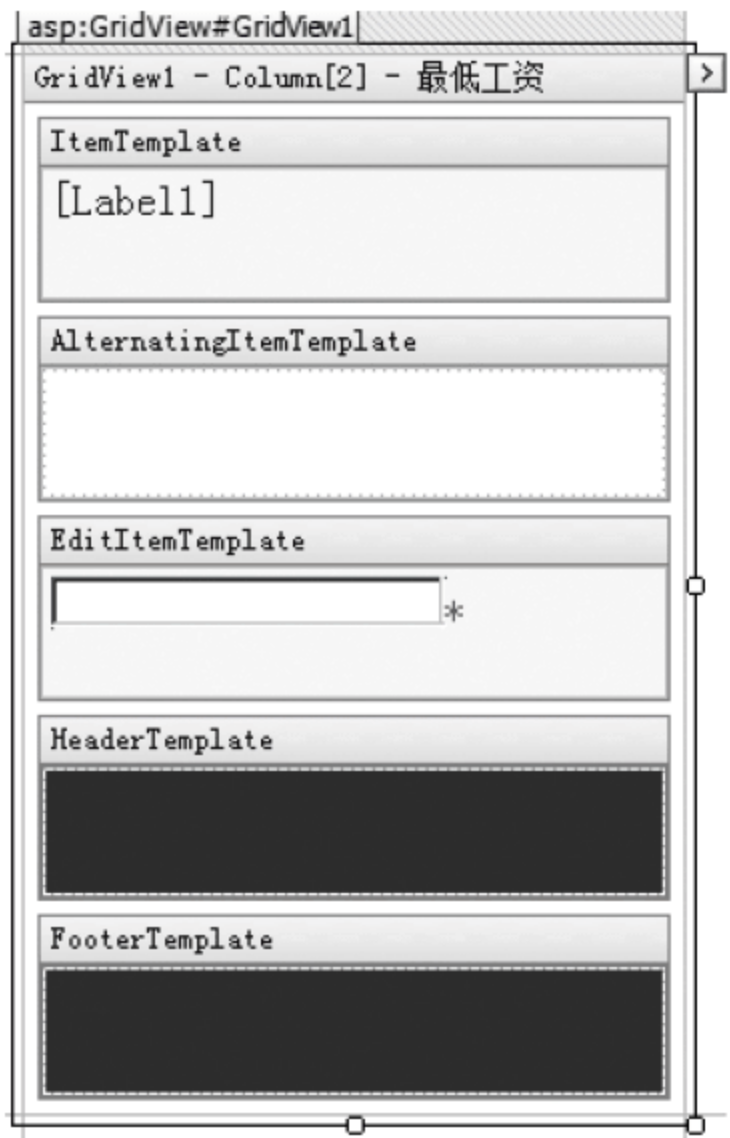 asp:GridView#GridView1
GridView1 - Column[2] - 最低工资
>
ItemTemplate
[Label1]
AlternatingItemTemplate
EditItemTemplate
*
HeaderTemplate
FooterTemplate